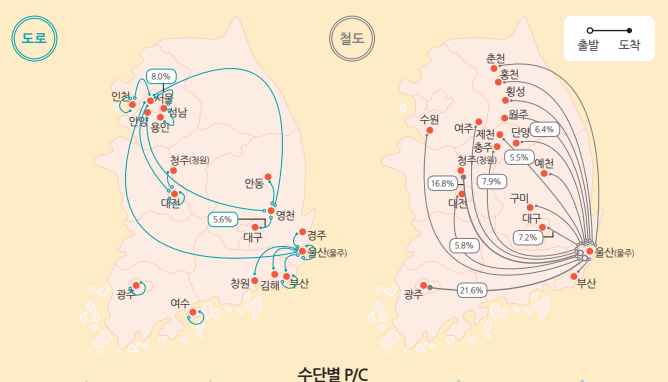 도로
8.0%
인천
서울
안양
성남
용인
청주(청원)
대전
안동
영천
5.6%
대구
경주
울산(울주)
창원
김해
부산
광주
여수
철도
출발
도착
춘천
홍천
횡성
수원
여주
원주
6.4%
제천
단양
충주
5.5%
청주(청원)
예천
16.8%
7.9%
대전
구미
대구
7.2%
5.8%
울산(울주)
부산
광주
21.6%
수단별 P/C